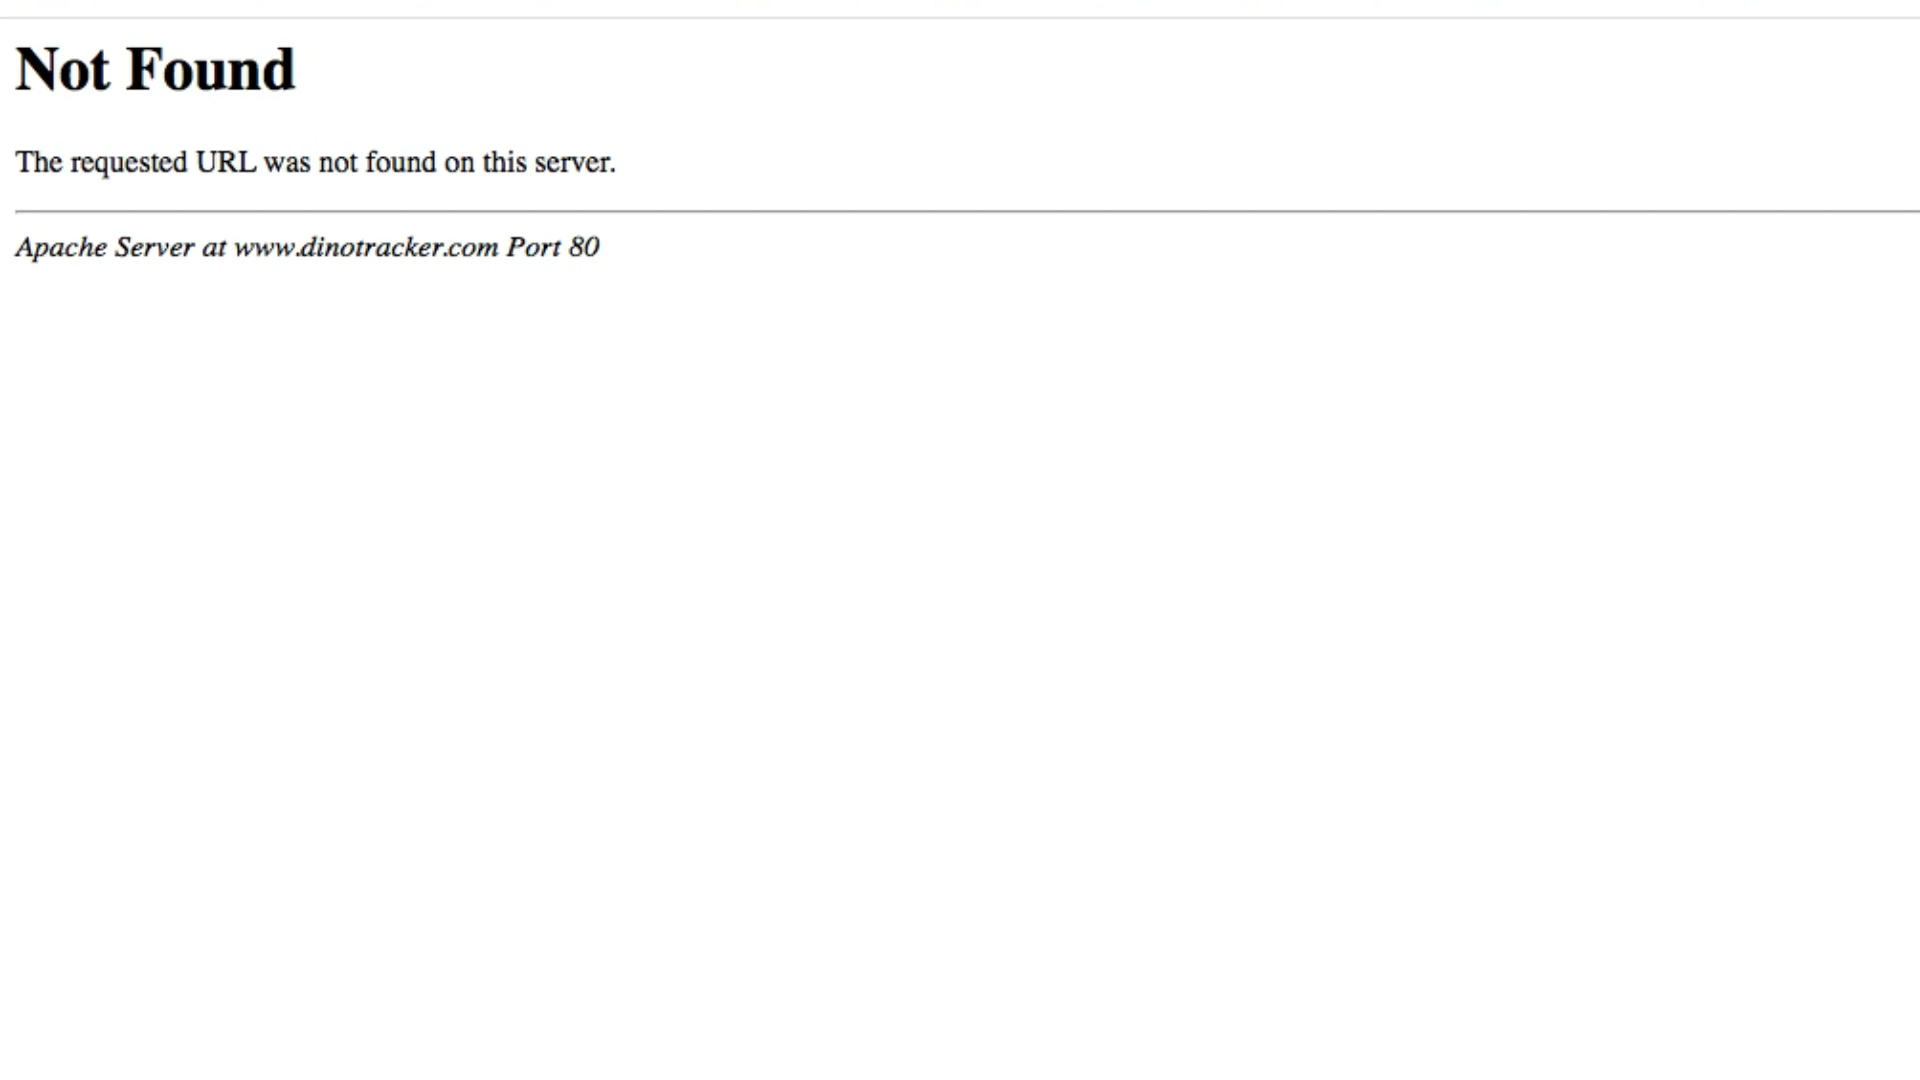 Not Found
The requested URL was not found on this server.
Apache Server at www.dinotracker.com Port 80